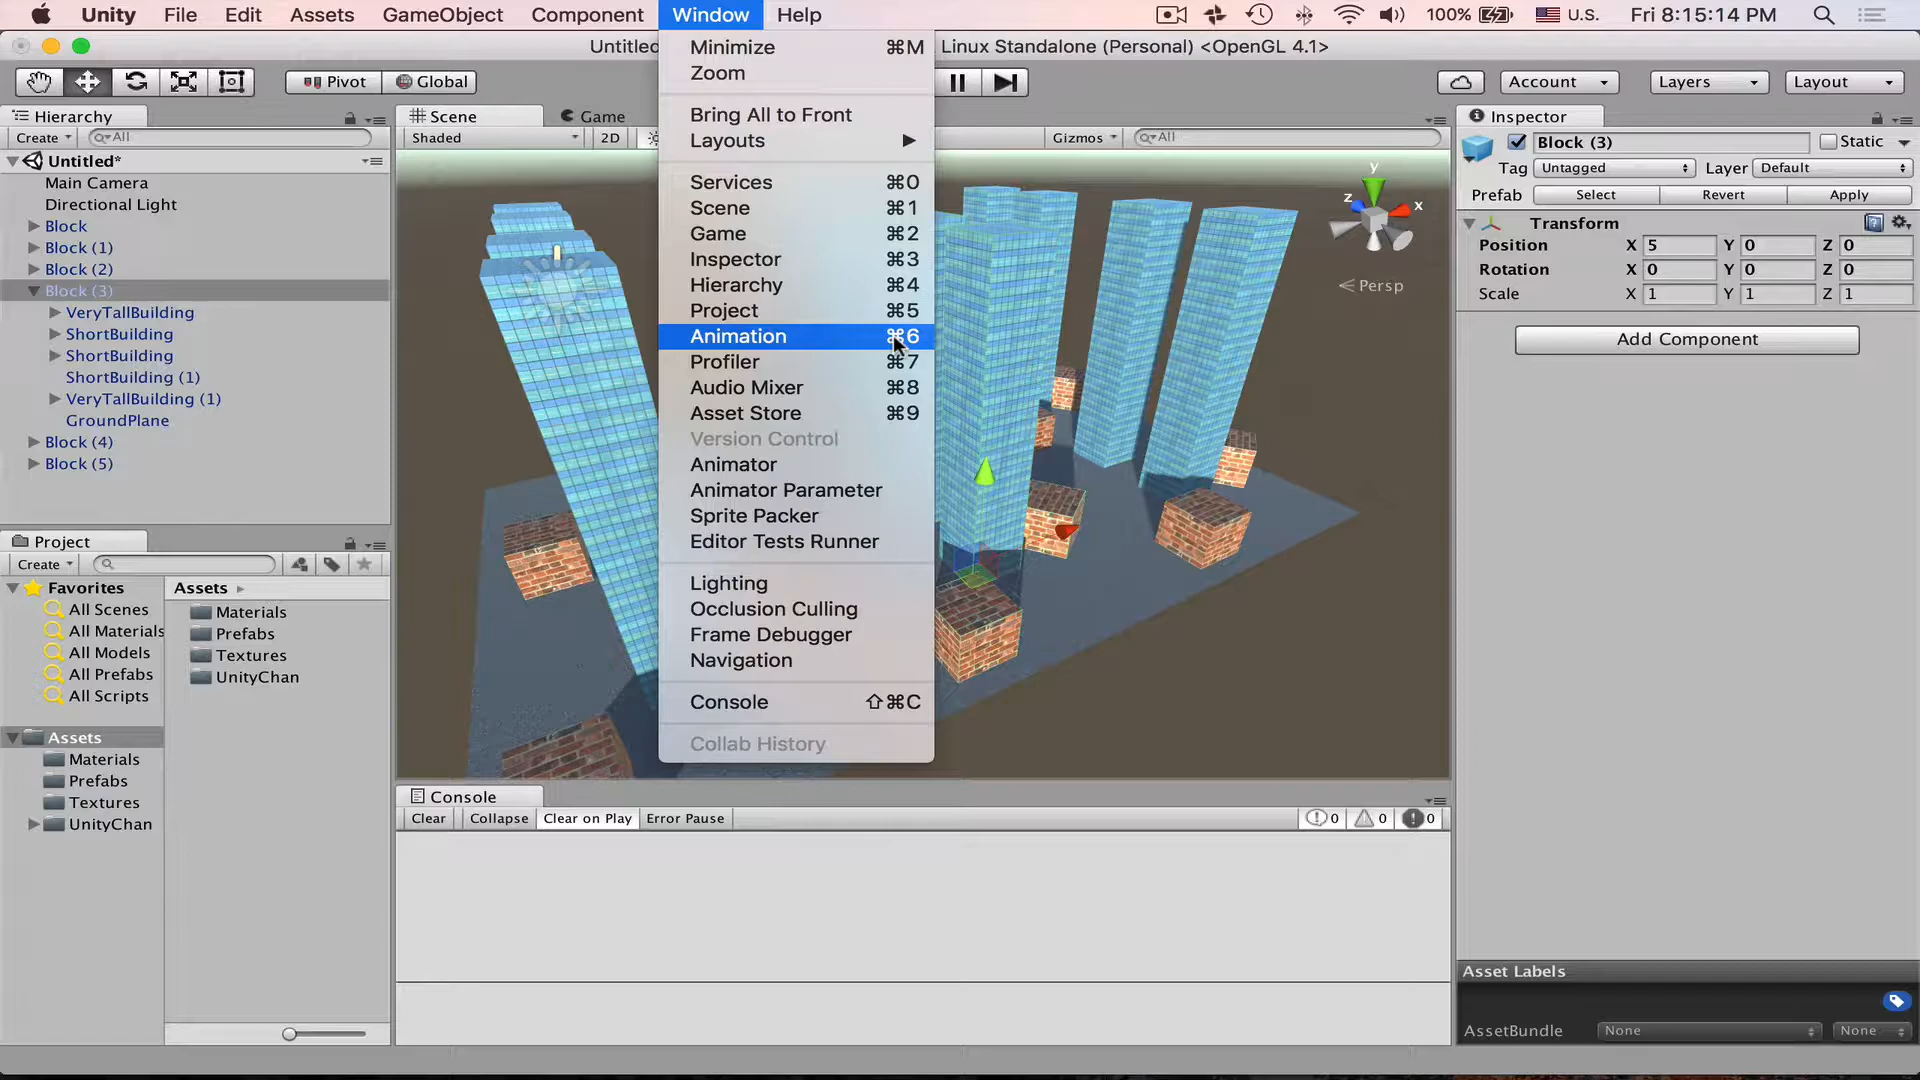 Unity File Edit Assets GameObject Component Window Help 100% U.S. Fri 8:15:14 PM
Untitled Linux Standalone (Personal) <OpenGL 4.1>
Pivot Global Account Layers Layout
Hierarchy
Create All
Untitled*
Main Camera
Directional Light
Block
Block (1)
Block (2)
Block (3)
VeryTallBuilding
ShortBuilding
ShortBuilding
ShortBuilding (1)
VeryTallBuilding (1)
GroundPlane
Block (4)
Block (5)
Project
Create
Favorites
All Scenes
All Materials
All Models
All Prefabs
All Scripts
Assets
Materials
Prefabs
Textures
UnityChan
Assets
Materials
Prefabs
Textures
UnityChan
Scene Game
Shaded 2D Gizmos All
y
z x
Persp
Minimize ⌘M
Zoom
Bring All to Front
Layouts
Services ⌘0
Scene ⌘1
Game ⌘2
Inspector ⌘3
Hierarchy ⌘4
Project ⌘5
Animation ⌘6
Profiler ⌘7
Audio Mixer ⌘8
Asset Store ⌘9
Version Control
Animator
Animator Parameter
Sprite Packer
Editor Tests Runner
Lighting
Occlusion Culling
Frame Debugger
Navigation
Console ⇧⌘C
Collab History
Console
Clear Collapse Clear on Play Error Pause 0 0 0
Inspector
Block (3) Static
Tag Untagged Layer Default
Prefab Select Revert Apply
Transform
Position X 5 Y 0 Z 0
Rotation X 0 Y 0 Z 0
Scale X 1 Y 1 Z 1
Add Component
Asset Labels
AssetBundle None None